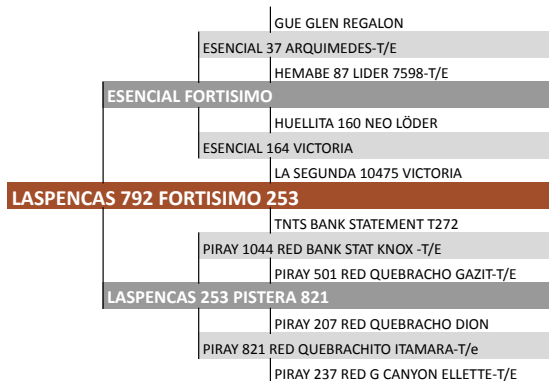 GUE GLEN REGALON
ESENCIAL 37 ARQUIMEDES-T/E
HEMABE 87 LIDER 7598-T/E
ESENCIAL FORTISIMO
HUELLITA 160 NEO LÖDER
ESENCIAL 164 VICTORIA
LA SEGUNDA 10475 VICTORIA
LASPENCAS 792 FORTISIMO 253
TNTS BANK STATEMENT T272
PIRAY 1044 RED BANK STAT KNOX -T/E
PIRAY 501 RED QUEBRACHO GAZIT-T/E
LASPENCAS 253 PISTERA 821
PIRAY 207 RED QUEBRACHO DION
PIRAY 821 RED QUEBRACHITO ITAMARA-T/e
PIRAY 237 RED G CANYON ELLETTE-T/E